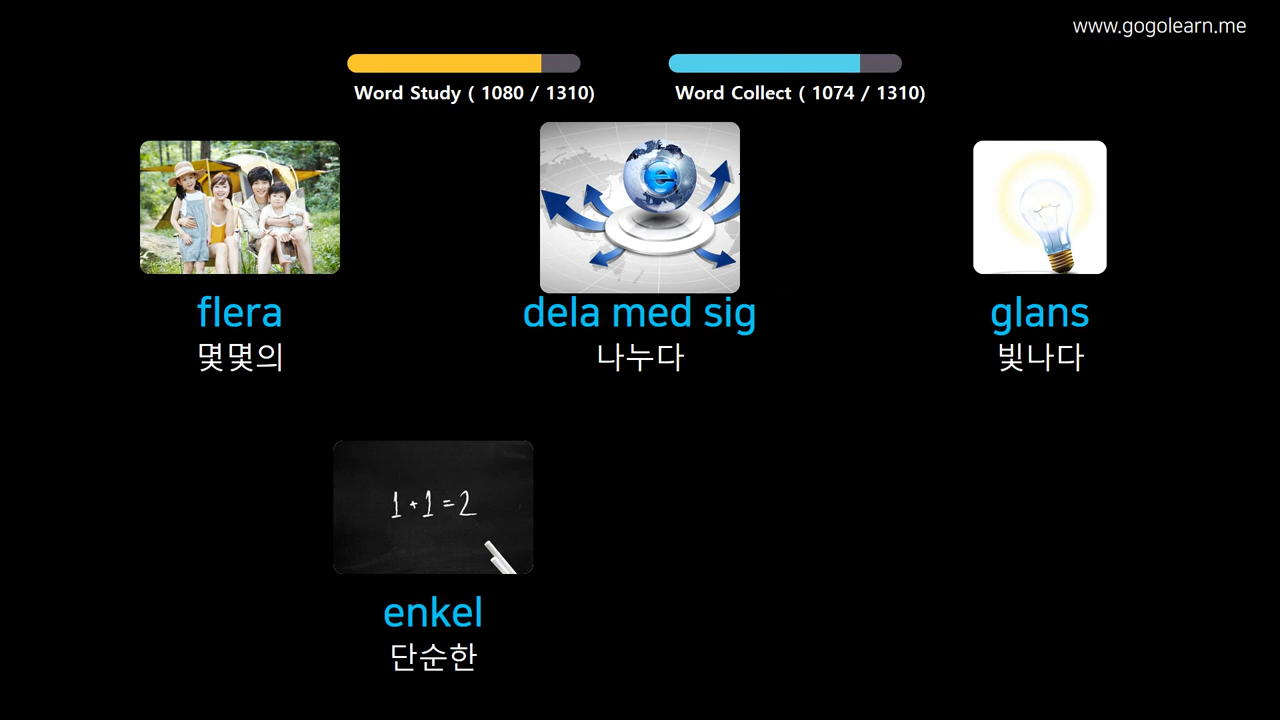 www.gogolearn.me
Word Study ( 1080 / 1310)
Word Collect ( 1074 / 1310)
e
flera
몇몇의
dela med sig
나누다
glans
빛나다
1+1=2
enkel
단순한